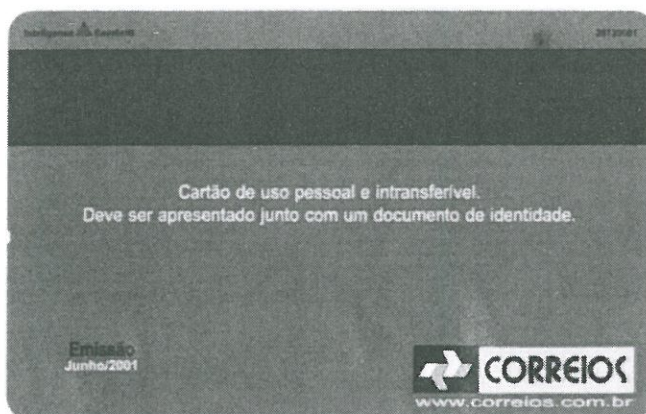 Cartão de uso pessoal e intransferível.
Deve ser apresentado junto com um documento de identidade.
Emissão
Junho/2001
CORREIOS
www.correios.com.br